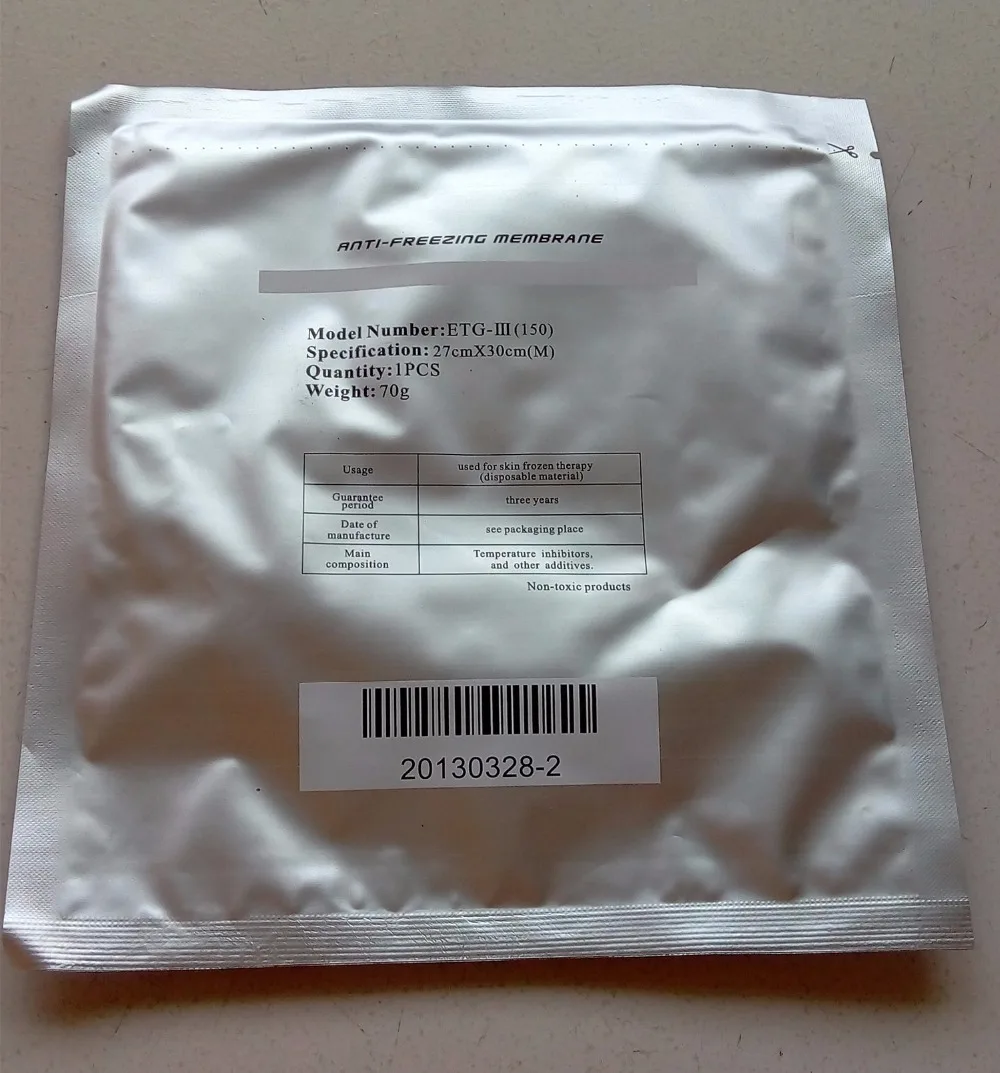 ANTI-FREEZING MEMBRANE
Model Number:ETG-III(150)
Specification: 27cmX30cm(M)
Quantity:1PCS
Weight: 70g
Usage
used for skin frozen therapy
(disposable material)
Guarantee
period
three years
Date of
manufacture
see packaging place
Main
composition
Temperature inhibitors,
and other additives.
Non-toxic products
20130328-2